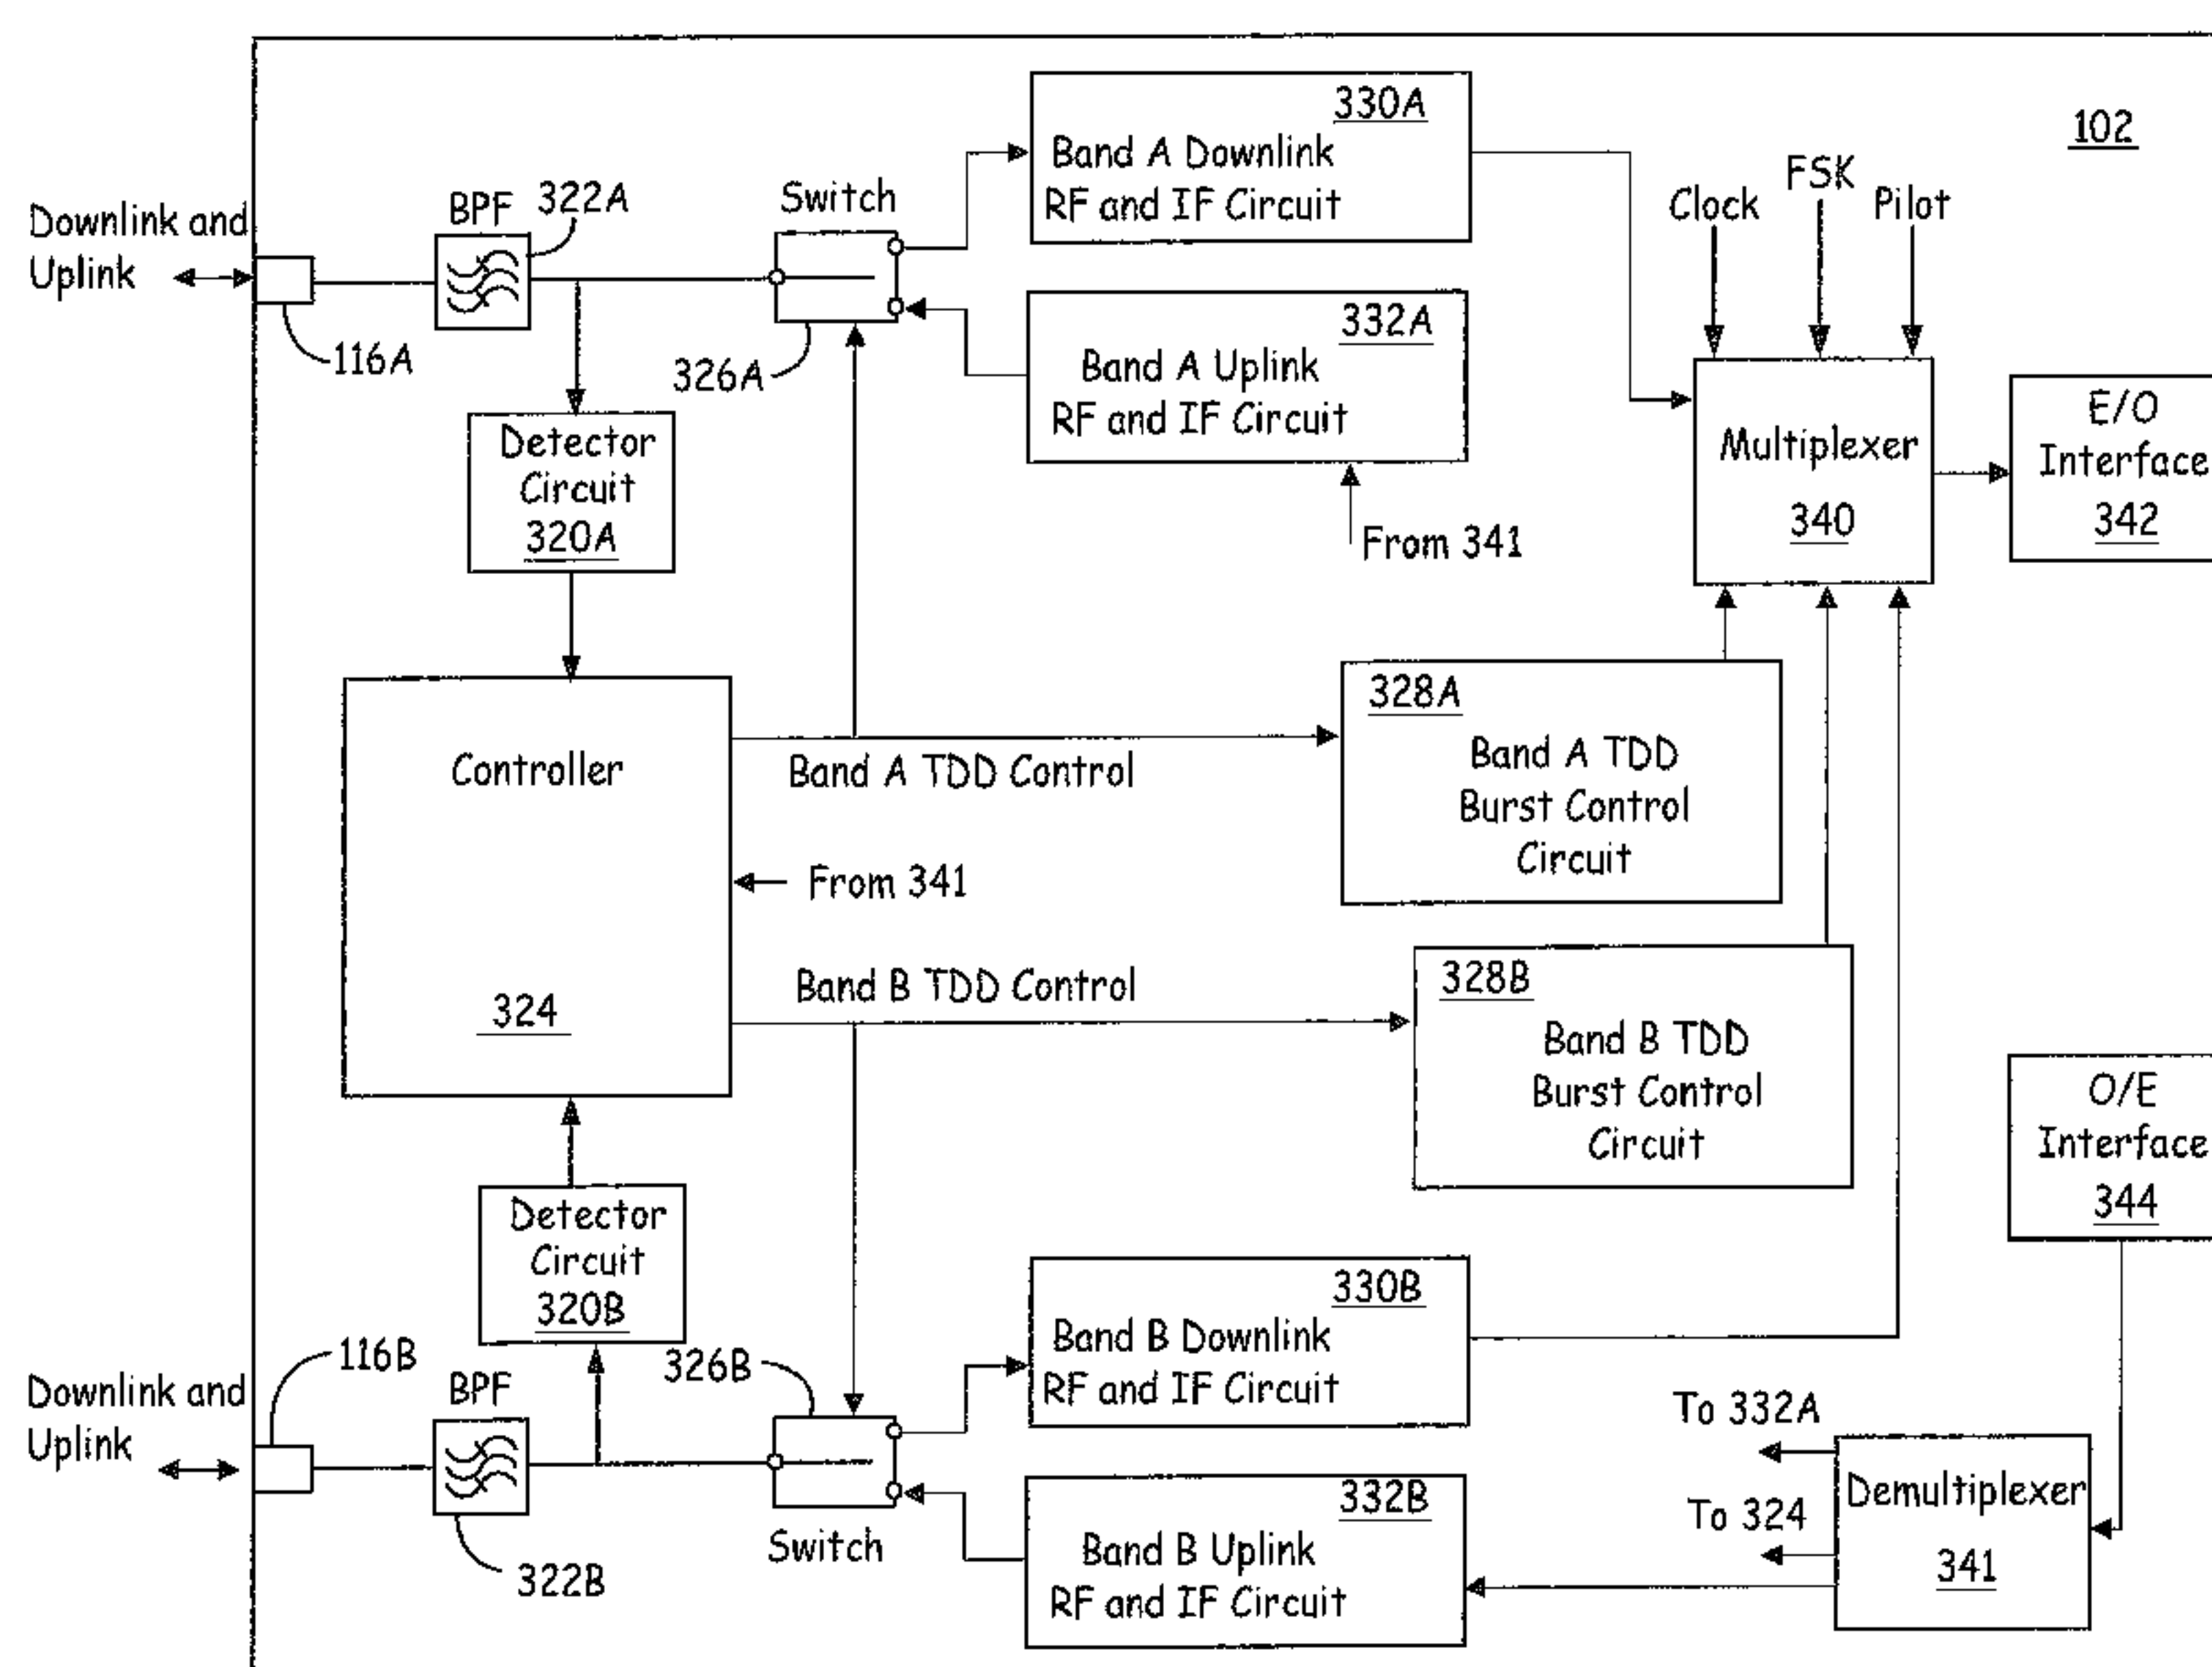 102
330A
Band A Downlink
RF and IF Circuit
Clock
FSK
Pilot
Downlink and
Uplink
BPF
322A
Switch
116A
326A
332A
Band A Uplink
RF and IF Circuit
From 341
Multiplexer
340
E/O
Interface
342
Detector
Circuit
320A
Controller
324
Band A TDD Control
328A
Band A TDD
Burst Control
Circuit
From 341
Band B TDD Control
328B
Band B TDD
Burst Control
Circuit
O/E
Interface
344
Detector
Circuit
320B
330B
Band B Downlink
RF and IF Circuit
Downlink and
Uplink
116B
BPF
322B
326B
Switch
332B
Band B Uplink
RF and IF Circuit
To 332A
To 324
Demultiplexer
341